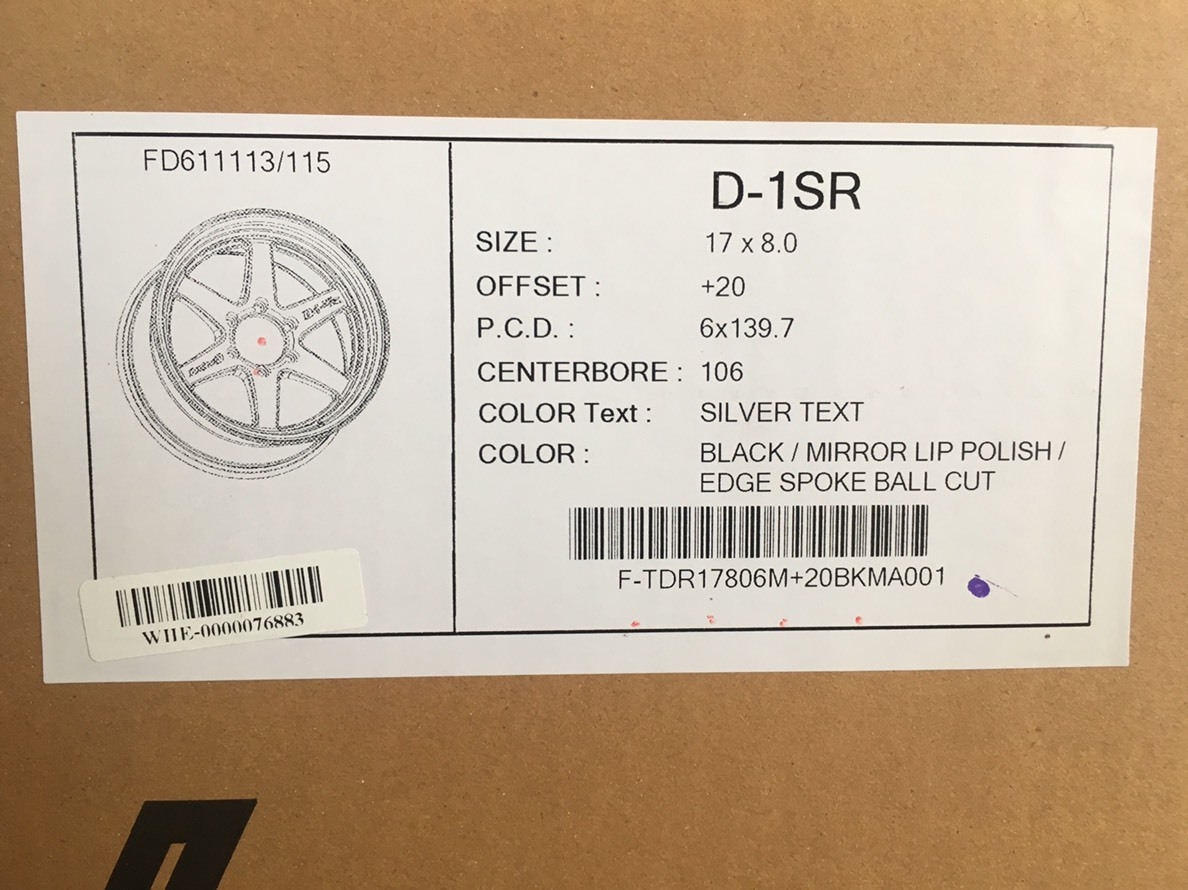 FD611113/115
D-1SR
SIZE : 17 x 8.0
OFFSET : +20
P.C.D. : 6x139.7
CENTERBORE : 106
COLOR Text : SILVER TEXT
COLOR : BLACK / MIRROR LIP POLISH /
EDGE SPOKE BALL CUT
F-TDR17806M+20BKMA001
WHE-0000076883